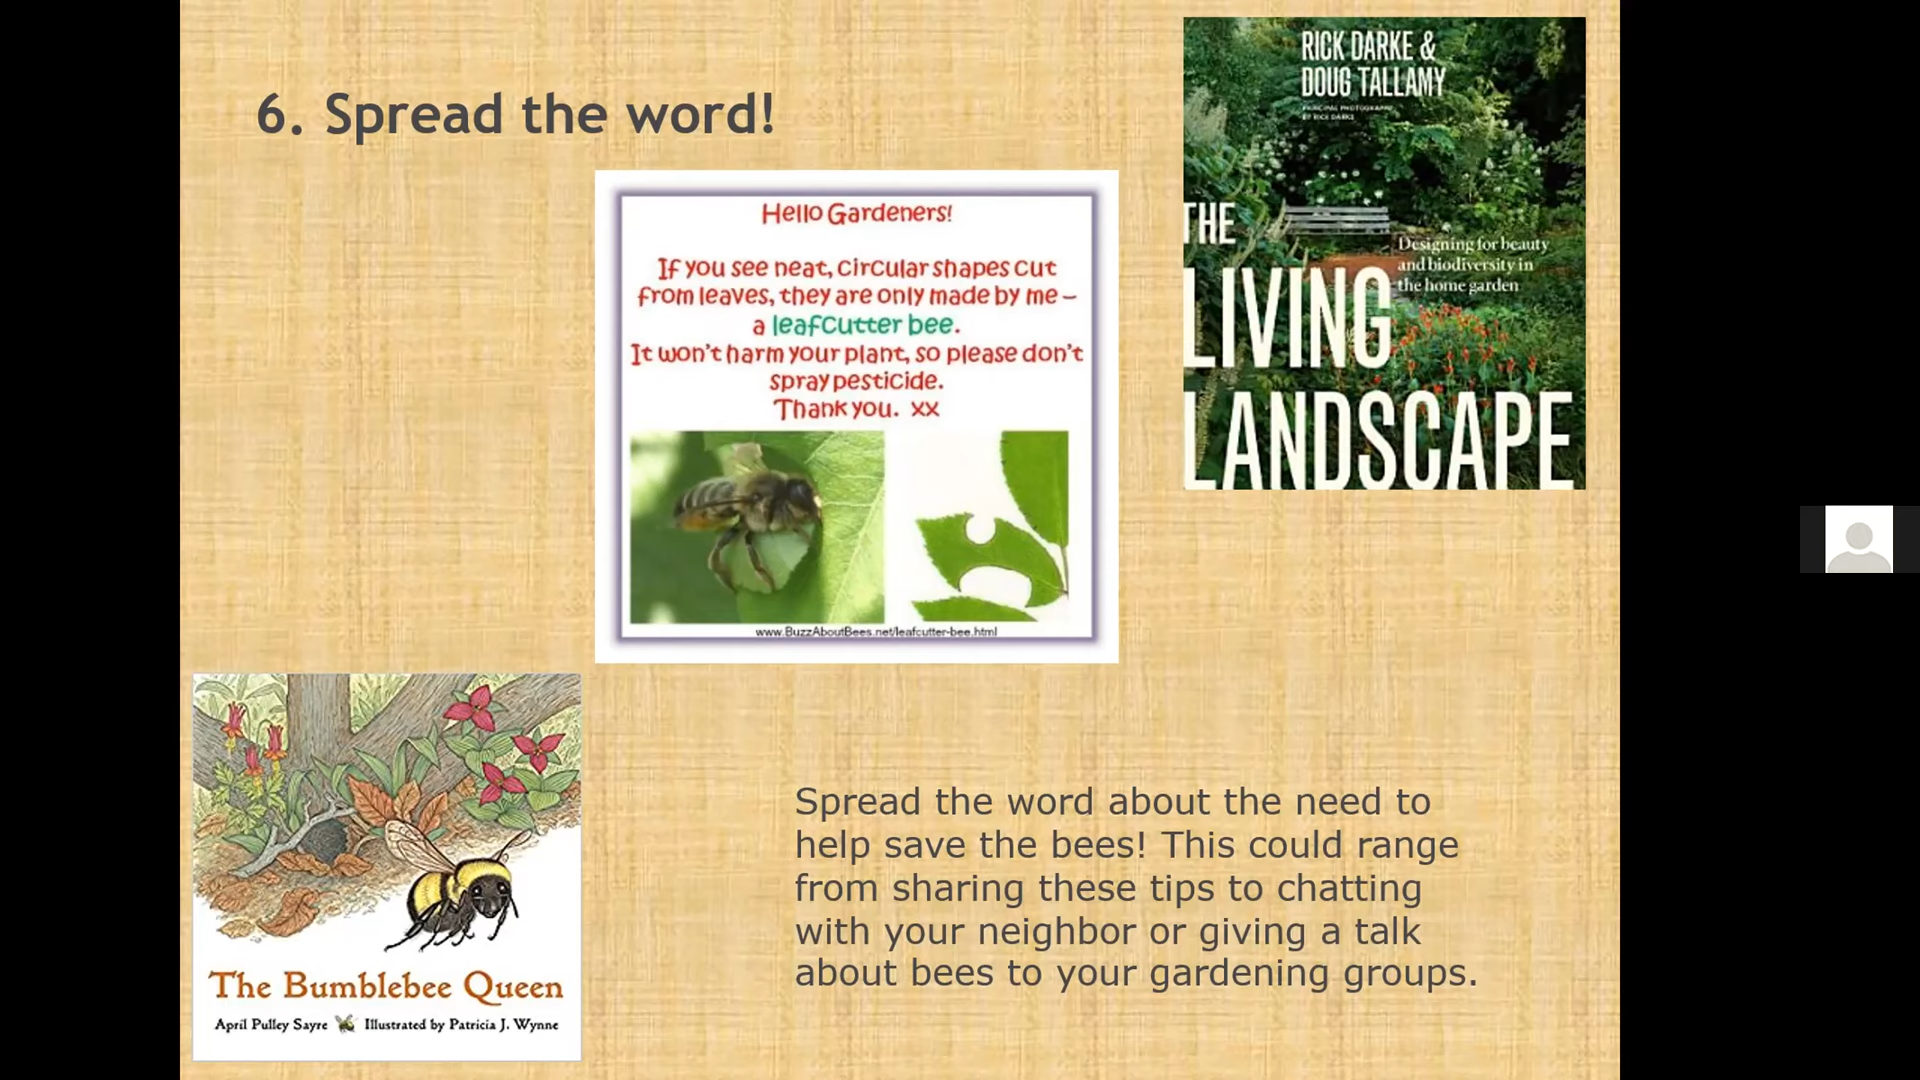 6. Spread the word!
RICK DARKE &
DOUG TALLAMY
PRINCIPAL PHOTOGRAPHY
BY RICK DARKE
THE
LIVING
LANDSCAPE
Designing for beauty
and biodiversity in
the home garden
Hello Gardeners!
If you see neat, circular shapes cut
from leaves, they are only made by me –
a leafcutter bee.
It won't harm your plant, so please don't
spray pesticide.
Thank you. xx
www.BuzzAboutBees.net/leafcutter-bee.html
The Bumblebee Queen
April Pulley Sayre Illustrated by Patricia J. Wynne
Spread the word about the need to
help save the bees! This could range
from sharing these tips to chatting
with your neighbor or giving a talk
about bees to your gardening groups.